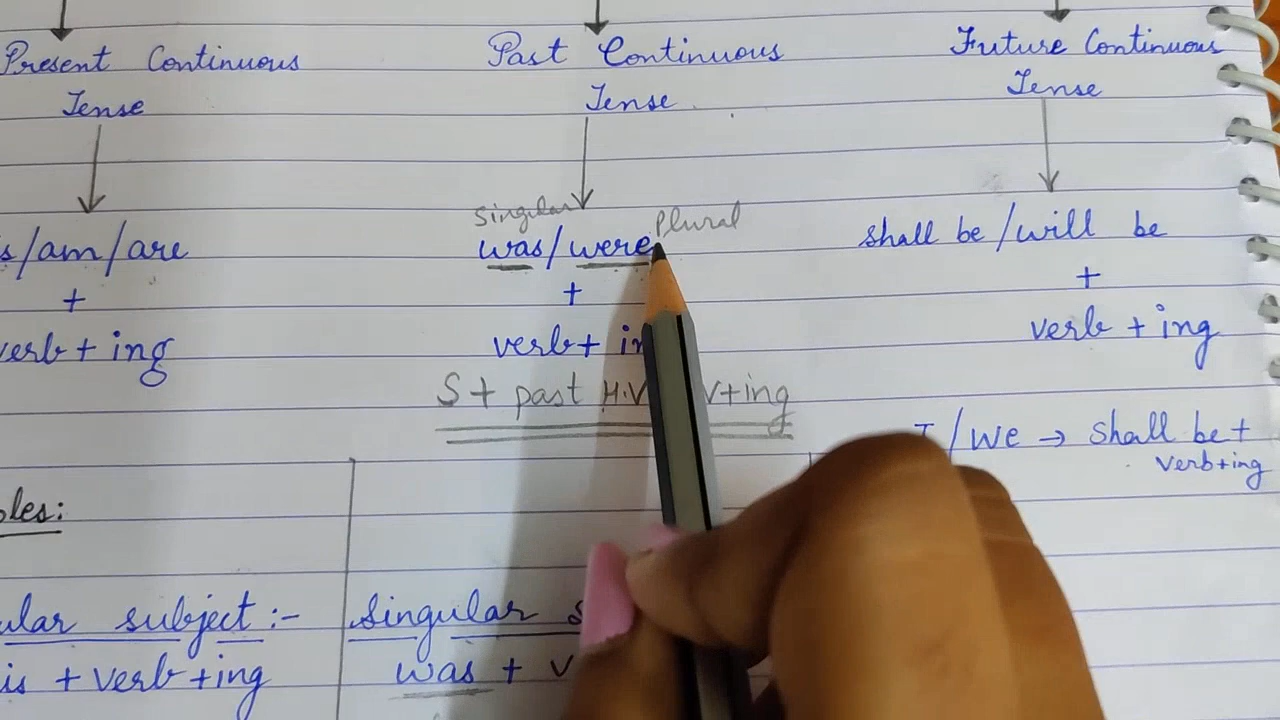 Present Continuous
Tense
s/am/are
+
verb + ing
Past Continuous
Tense
Singular
Plural
was/were
+
verb + in
S + past H.V V+ing
Future Continuous
Tense
shall be / will be
+
verb + ing
I / We → shall be +
verb+ing
oles:
ular subject :-
is + verb + ing
Singular s
was + v